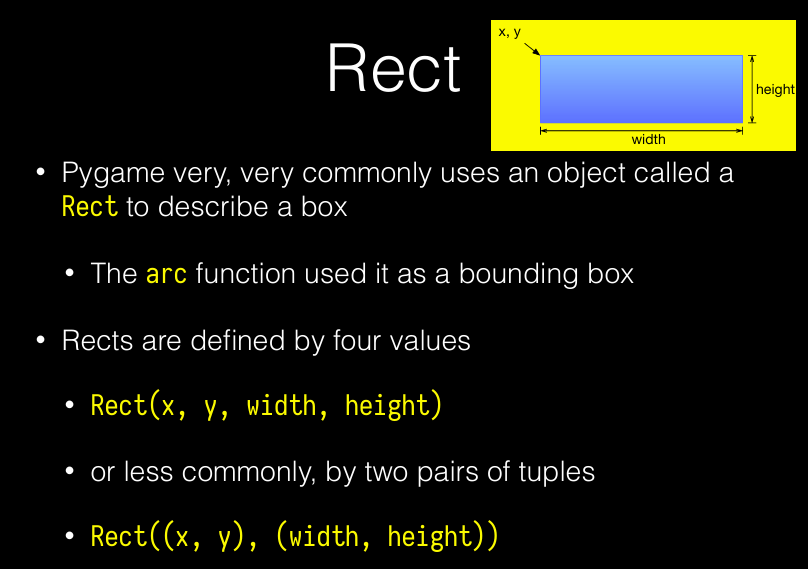 Rect
x, y
height
width
• Pygame very, very commonly uses an object called a
Rect to describe a box
• The arc function used it as a bounding box
• Rects are defined by four values
• Rect(x, y, width, height)
• or less commonly, by two pairs of tuples
• Rect((x, y), (width, height))